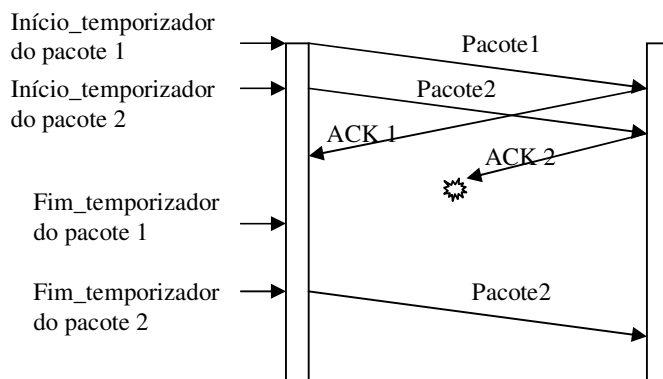 Início_temporizador
do pacote 1
Pacote1
Início_temporizador
do pacote 2
Pacote2
ACK 1
ACK 2
Fim_temporizador
do pacote 1
Fim_temporizador
do pacote 2
Pacote2